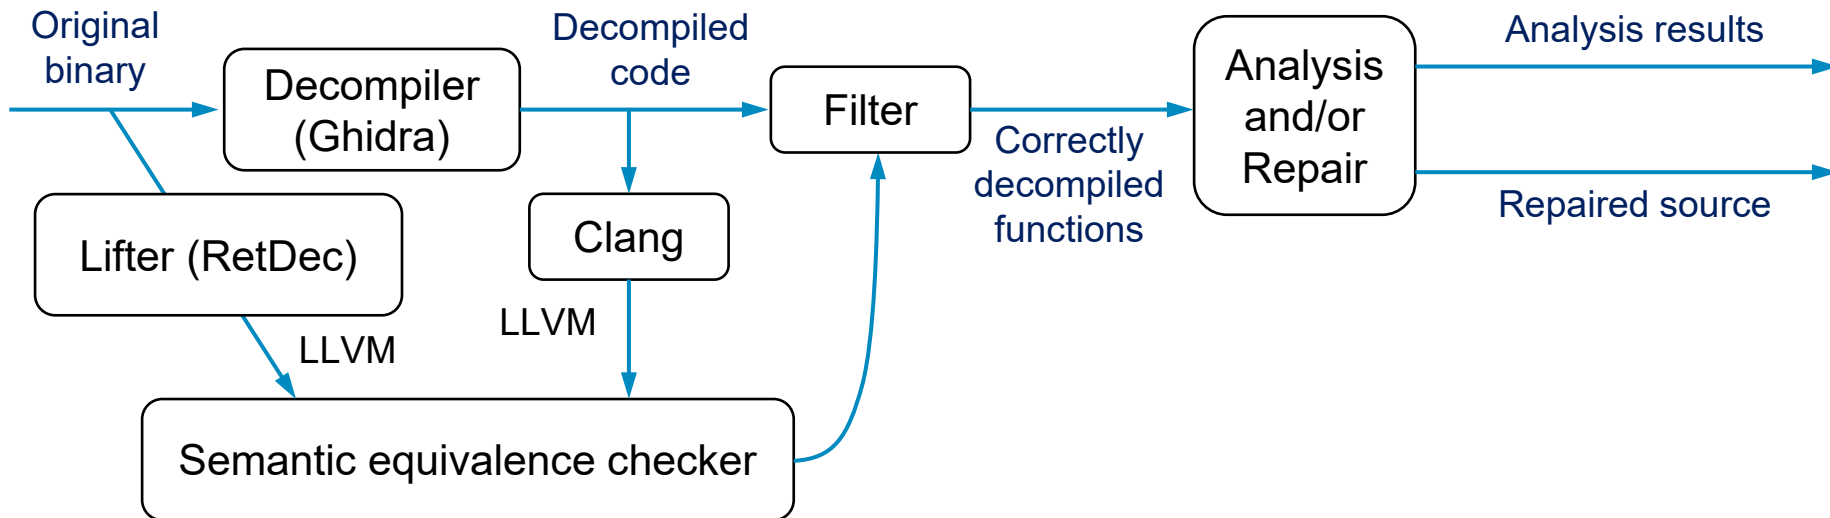 Original
binary
Decompiler
(Ghidra)
Decompiled
code
Filter
Correctly
decompiled
functions
Analysis
and/or
Repair
Analysis results
Repaired source
Lifter (RetDec)
LLVM
Clang
LLVM
Semantic equivalence checker